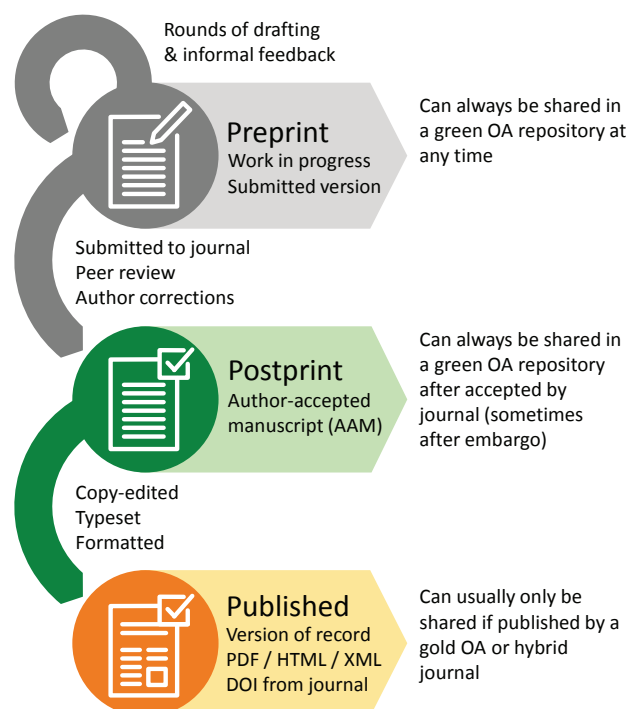 Rounds of drafting
& informal feedback
Preprint
Work in progress
Submitted version
Can always be shared in
a green OA repository at
any time
Submitted to journal
Peer review
Author corrections
Postprint
Author-accepted
manuscript (AAM)
Can always be shared in
a green OA repository
after accepted by
journal (sometimes
after embargo)
Copy-edited
Typeset
Formatted
Published
Version of record
PDF / HTML / XML
DOI from journal
Can usually only be
shared if published by a
gold OA or hybrid
journal